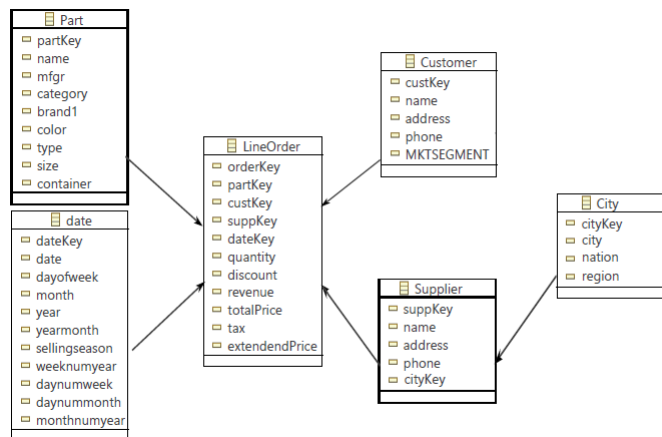 Part
partKey
name
mfgr
category
brand1
color
type
size
container
date
dateKey
date
dayofweek
month
year
yearmonth
sellingseason
weeknumyear
daynumweek
daynummonth
monthnumyear
LineOrder
orderKey
partKey
custKey
suppKey
dateKey
quantity
discount
revenue
totalPrice
tax
extendendPrice
Customer
custKey
name
address
phone
MKTSEGMENT
Supplier
suppKey
name
address
phone
cityKey
City
cityKey
city
nation
region